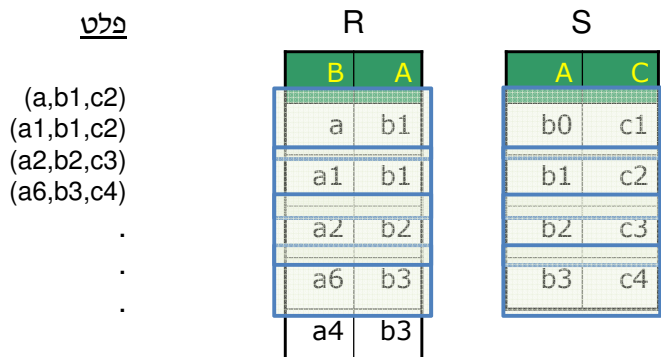 פלט
R
S
B A
A C
(a,b1,c2)
(a1,b1,c2)
(a2,b2,c3)
(a6,b3,c4)
.
.
.
a b1
a1 b1
a2 b2
a6 b3
a4 b3
b0 c1
b1 c2
b2 c3
b3 c4